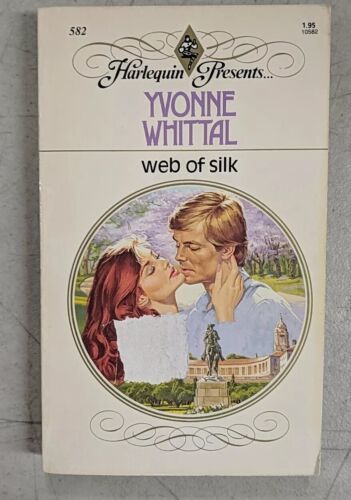 582
1.95
10582
Harlequin Presents...
YVONNE
WHITTAL
web of silk